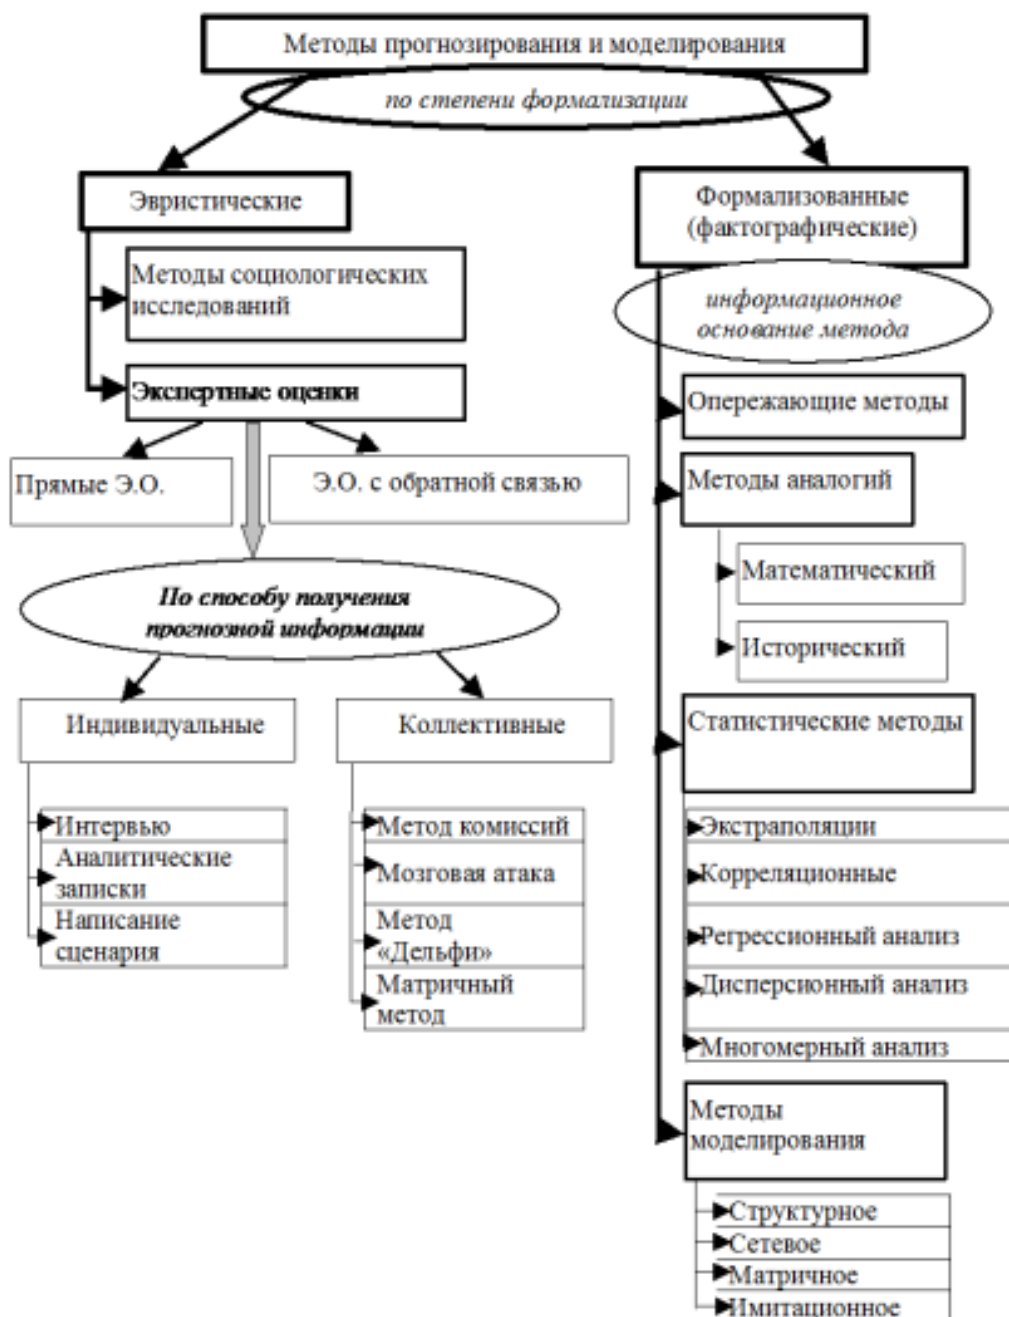 Методы прогнозирования и моделирования
по степени формализации
Эвристические
Методы социологических
исследований
Экспертные оценки
Прямые Э.О.
Э.О. с обратной связью
По способу получения
прогнозной информации
Индивидуальные
Интервью
Аналитические
записки
Написание
сценария
Коллективные
Метод комиссий
Мозговая атака
Метод
«Дельфи»
Матричный
метод
Формализованные
(фактографические)
информационное
основание метода
Опережающие методы
Методы аналогий
Математический
Исторический
Статистические методы
Экстраполяции
Корреляционные
Регрессионный анализ
Дисперсионный анализ
Многомерный анализ
Методы
моделирования
Структурное
Сетевое
Матричное
Имитационное